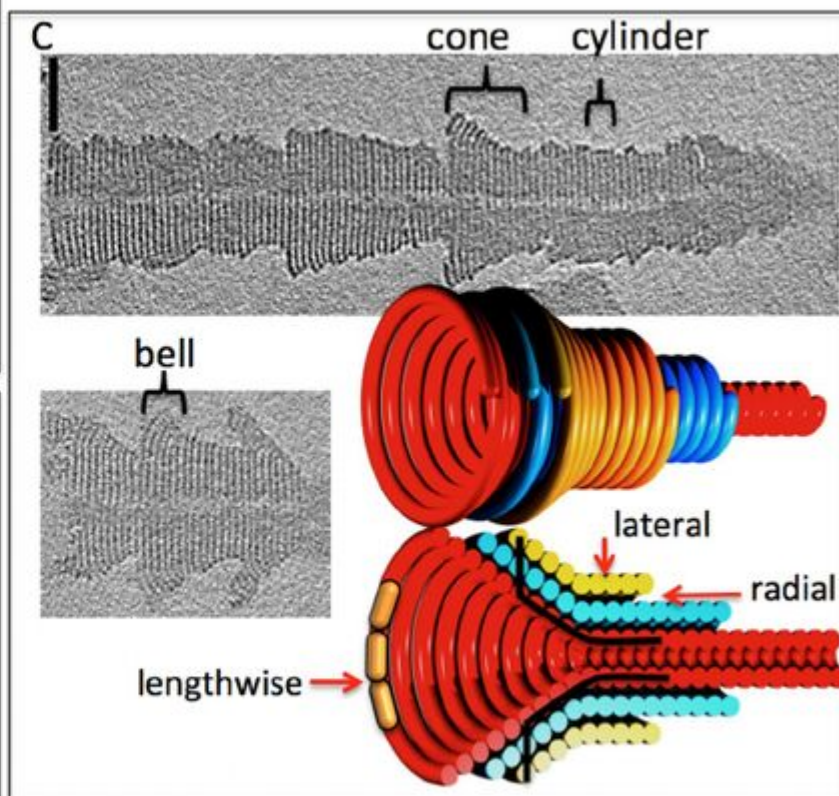 C
cone cylinder
bell
lateral
radial
lengthwise